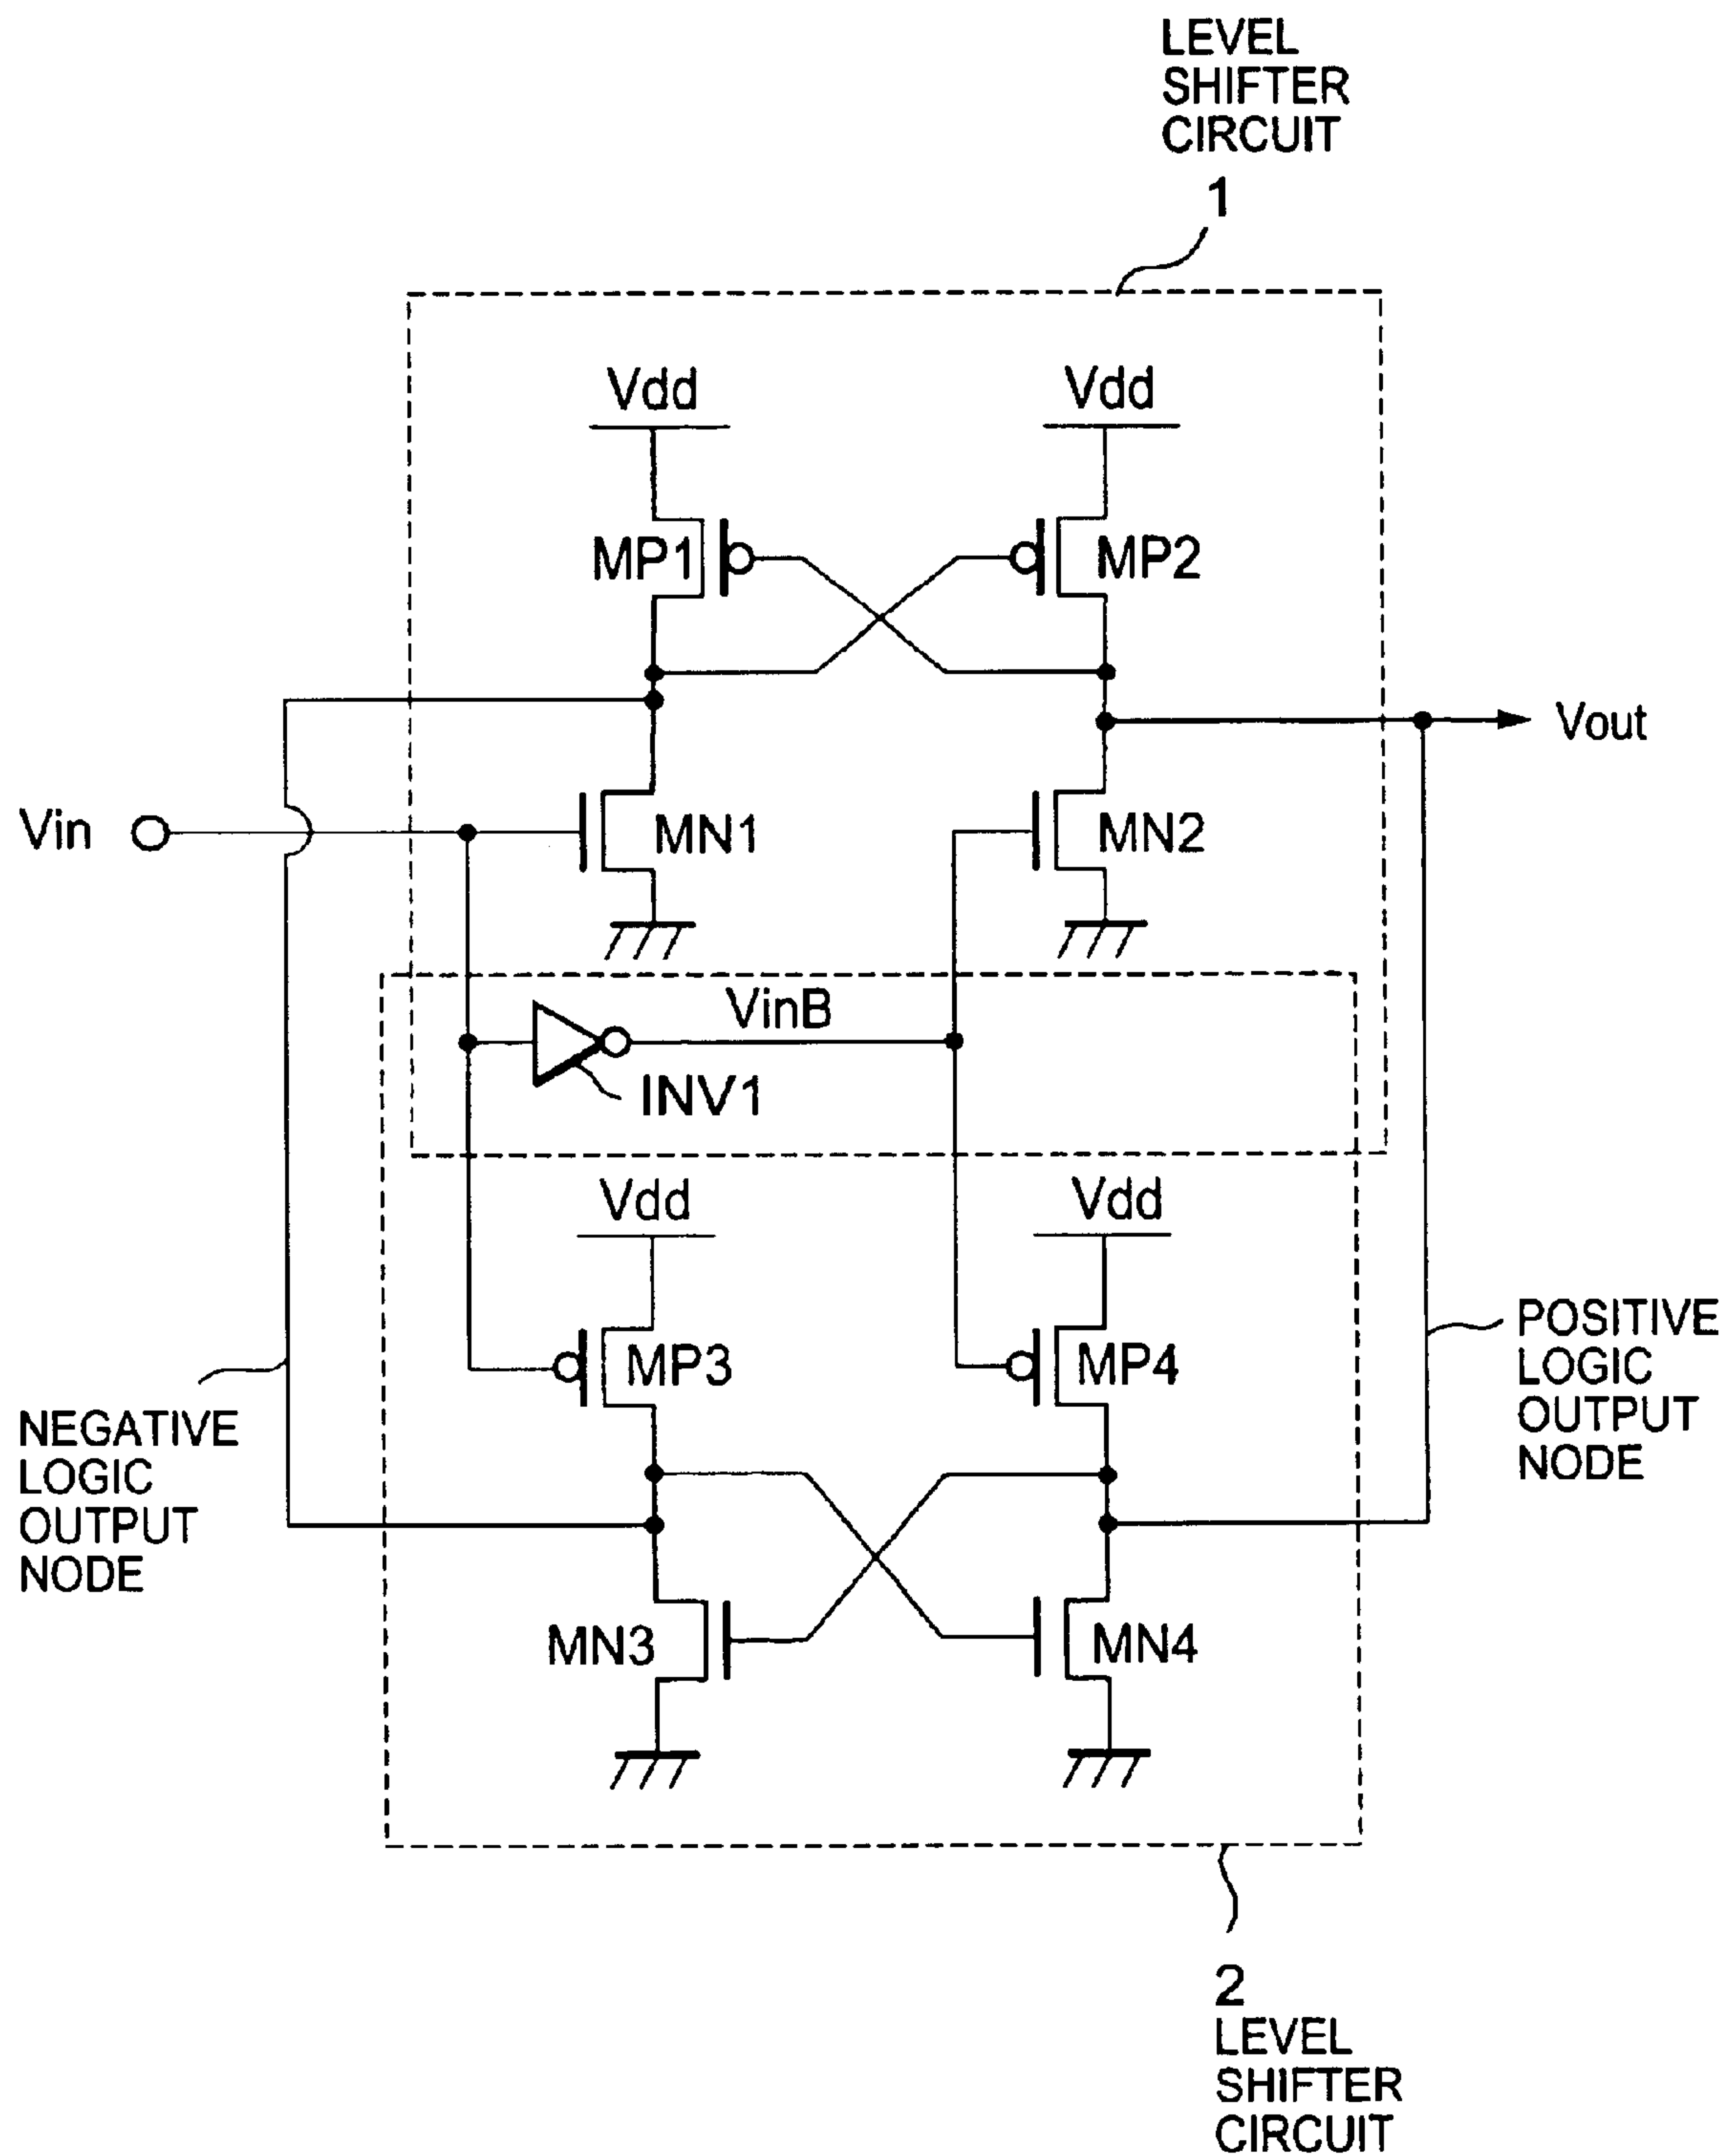 LEVEL
SHIFTER
CIRCUIT
1
Vdd
Vdd
MP1
MP2
Vout
Vin
MN1
MN2
VinB
INV1
Vdd
Vdd
MP3
MP4
POSITIVE
LOGIC
OUTPUT
NODE
NEGATIVE
LOGIC
OUTPUT
NODE
MN3
MN4
2
LEVEL
SHIFTER
CIRCUIT